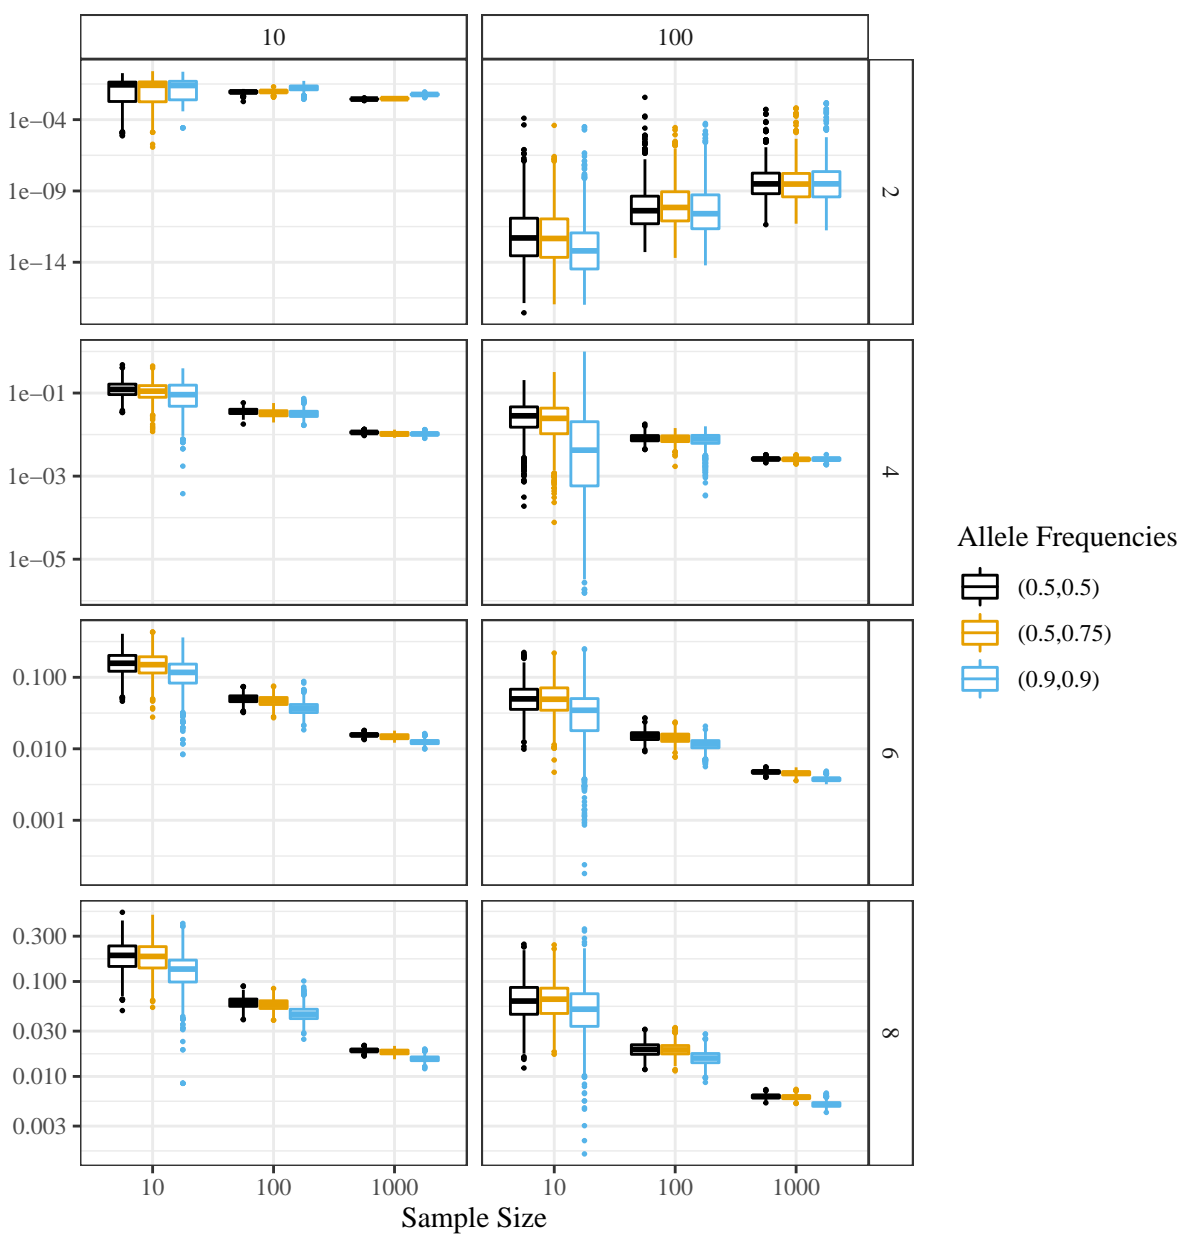 10 100
1e−04
1e−09
1e−14
2
1e−01
1e−03
1e−05
4
0.100
0.010
0.001
6
0.300
0.100
0.030
0.010
0.003
8
10 100 1000 10 100 1000
Sample Size
Allele Frequencies
(0.5,0.5)
(0.5,0.75)
(0.9,0.9)